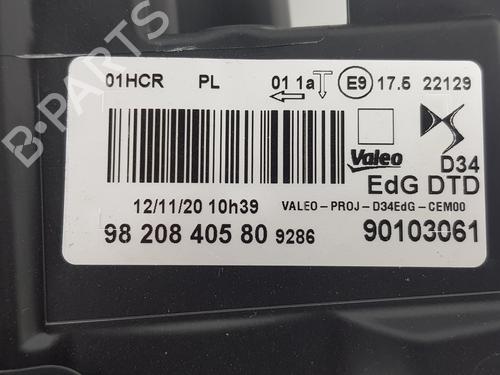 01HCR PL 01 1a E9 17.5 22129
Valeo D34
EdG DTD
12/11/20 10h39 VALEO-PROJ-D34EdG-CEM00
98 208 405 80 9286 90103061
B-PARTS